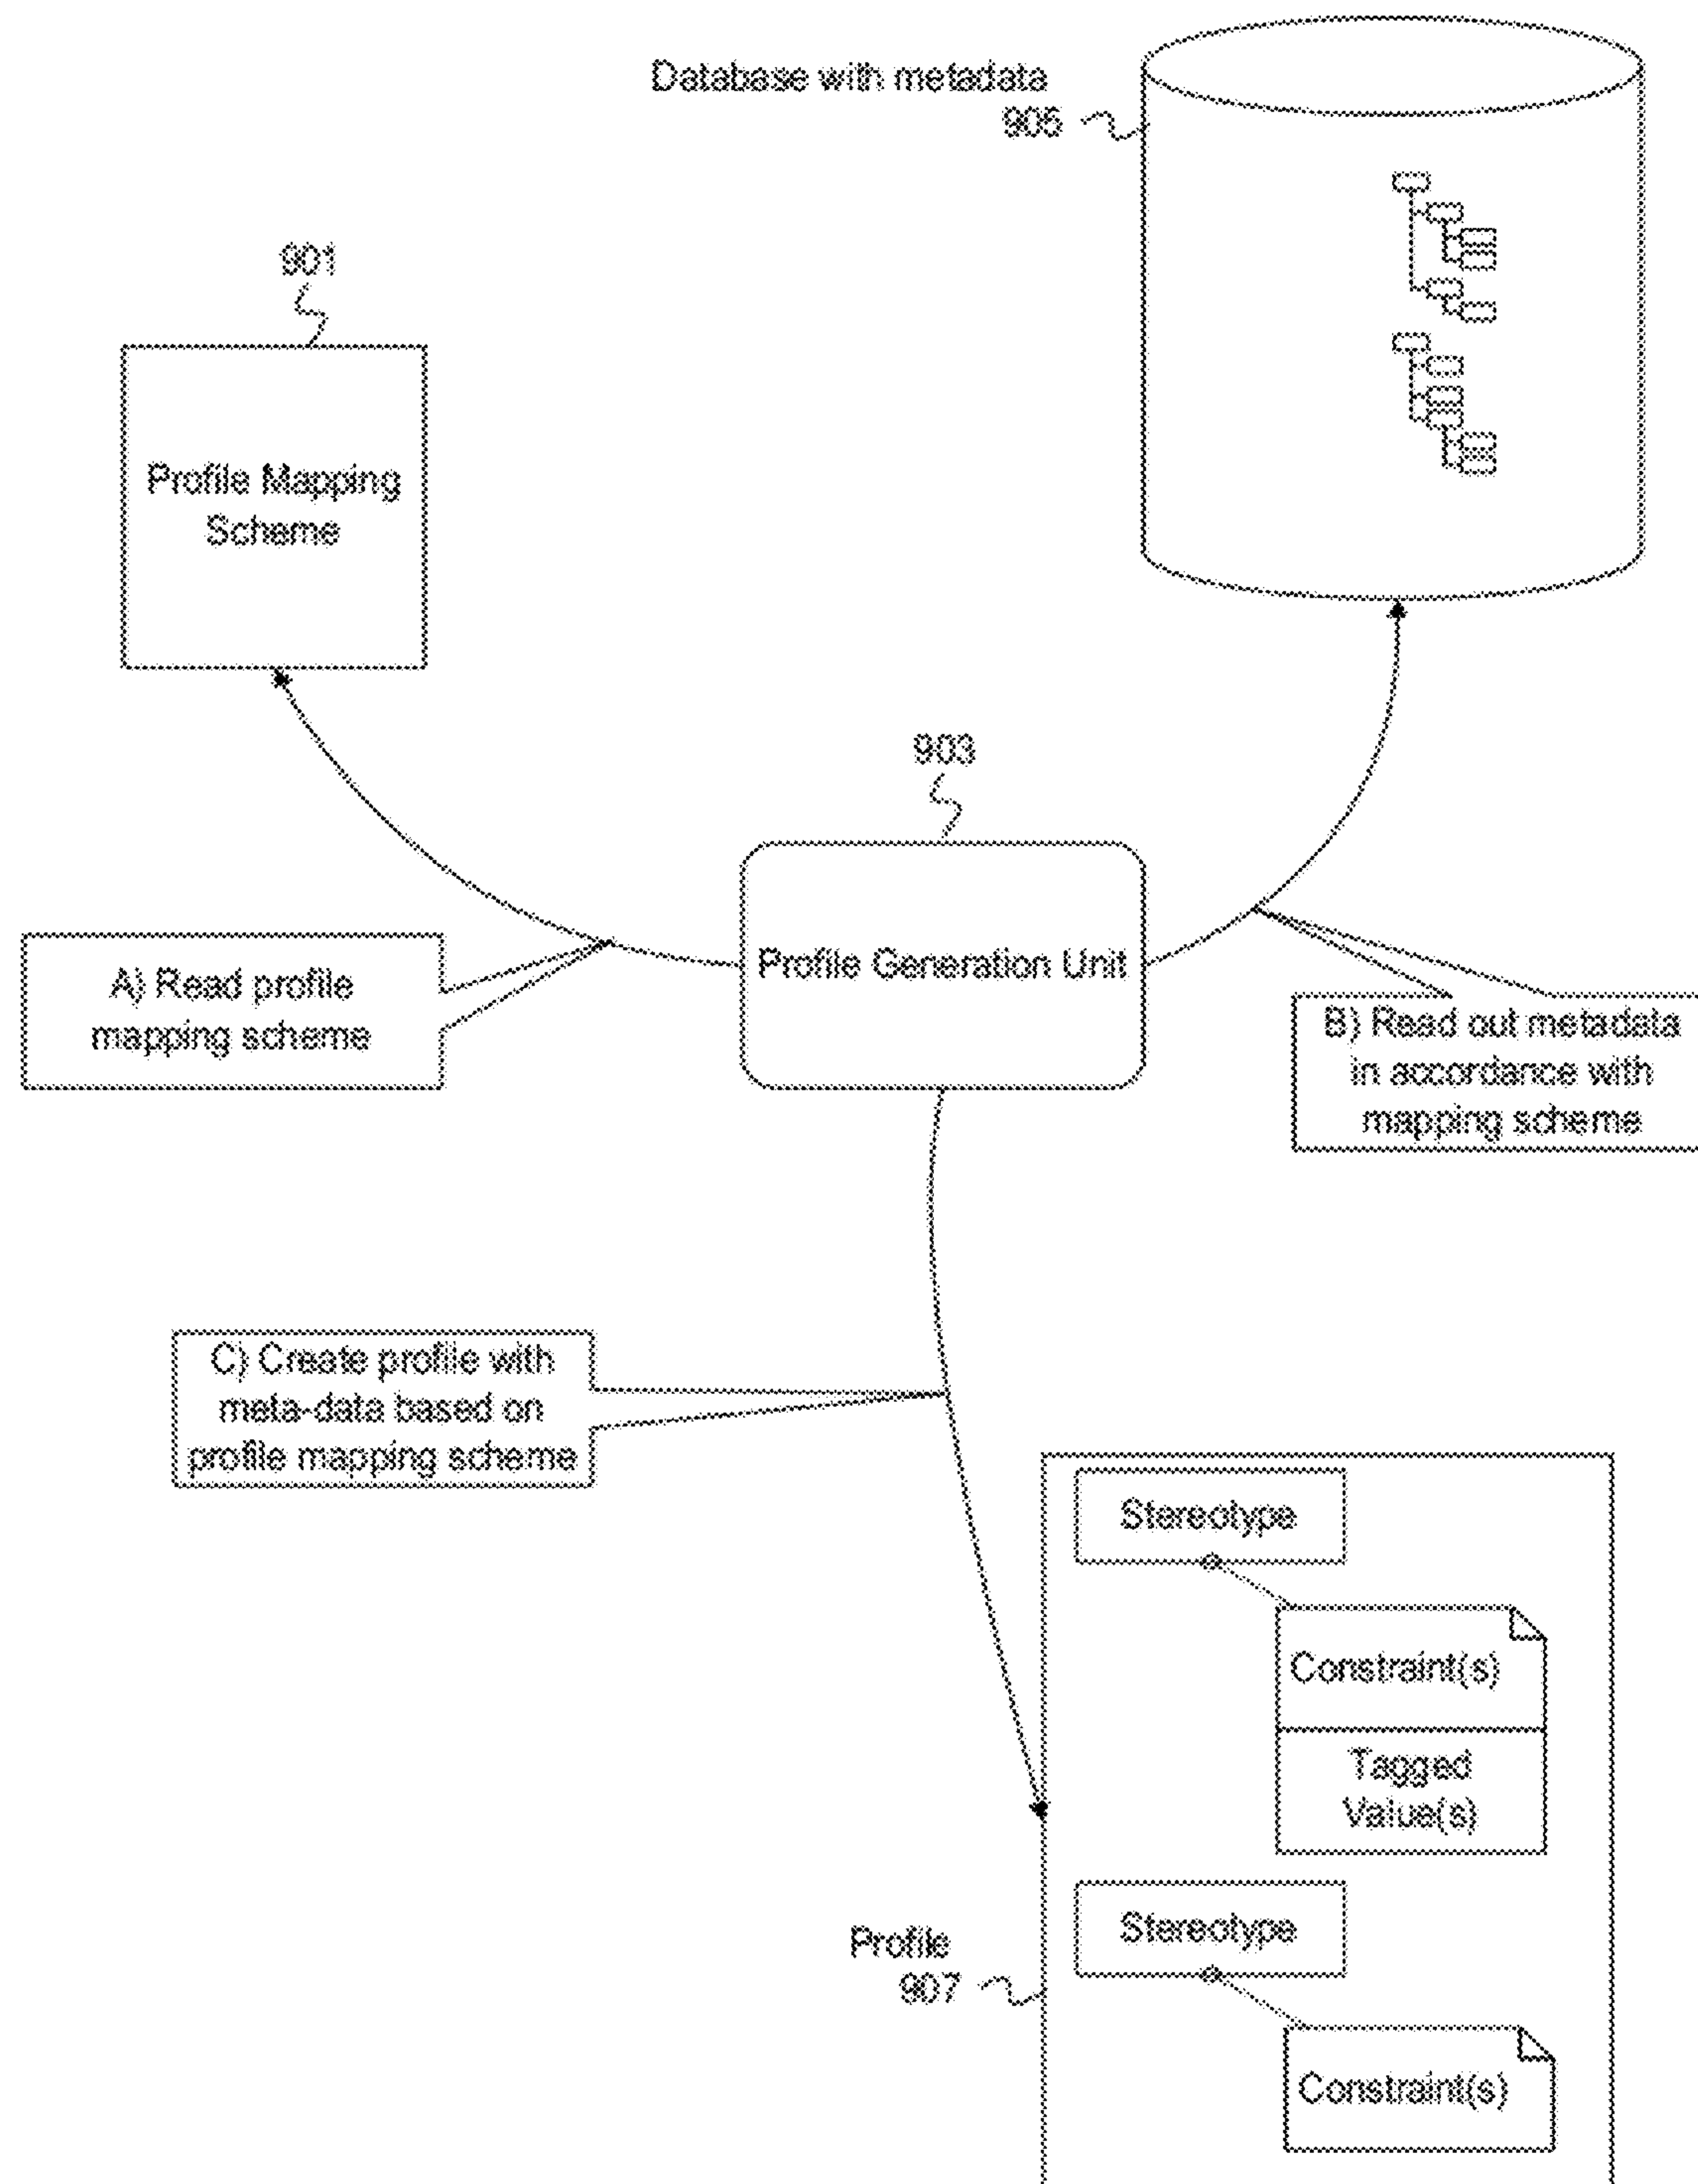 Database with metadata
905
901
Profile Mapping
Scheme
903
Profile Generation Unit
A) Read profile
mapping scheme
B) Read out metadata
in accordance with
mapping scheme
C) Create profile with
meta-data based on
profile mapping scheme
Stereotype
Constraint(s)
Tagged
Value(s)
Profile
907
Stereotype
Constraint(s)